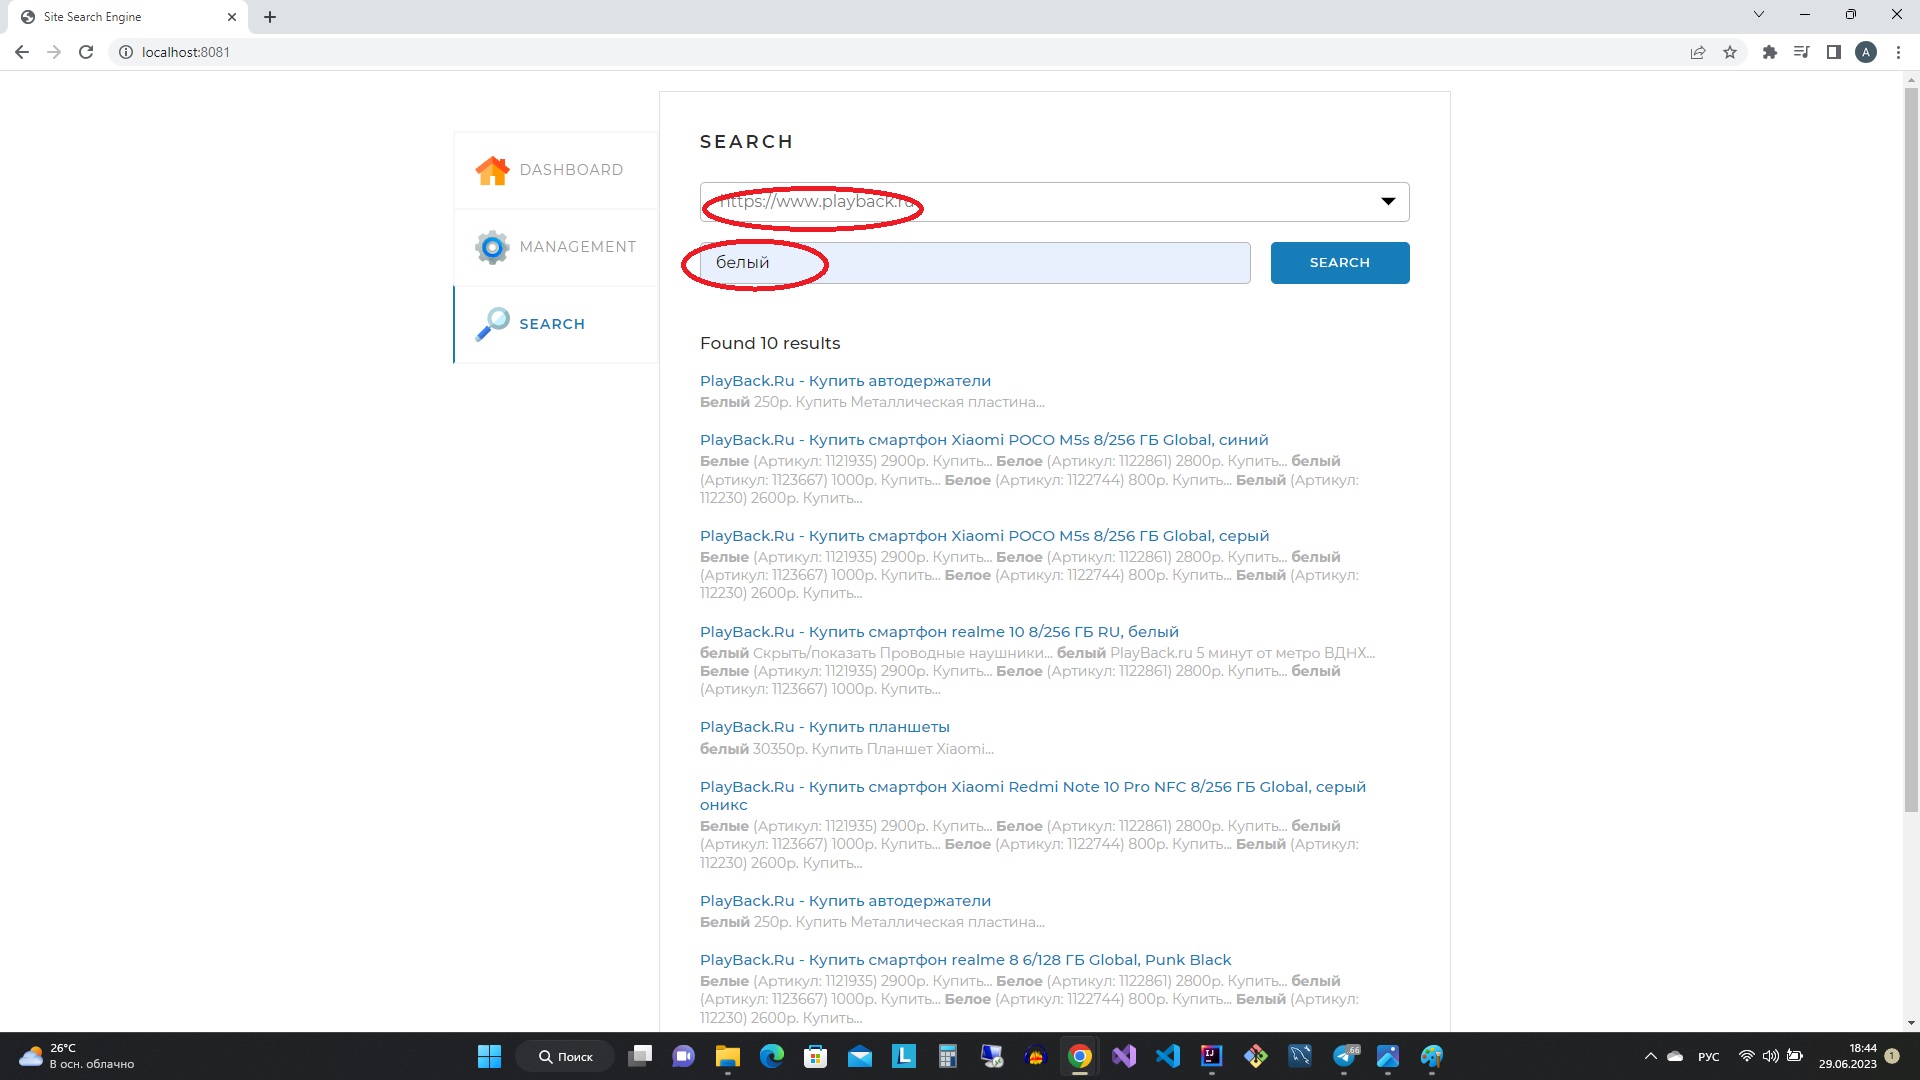 Site Search Engine
localhost:8081
A
SEARCH
https://www.playback.ru
белый
SEARCH
DASHBOARD
MANAGEMENT
SEARCH
Found 10 results
PlayBack.Ru - Купить автодержатели
Белый 250р. Купить Металлическая пластина...
PlayBack.Ru - Купить смартфон Xiaomi POCO M5s 8/256 ГБ Global, синий
Белые (Артикул: 1121935) 2900р. Купить... Белое (Артикул: 1122861) 2800р. Купить... белый
(Артикул: 1123667) 1000р. Купить... Белое (Артикул: 1122744) 800р. Купить... Белый (Артикул:
112230) 2600р. Купить...
PlayBack.Ru - Купить смартфон Xiaomi POCO M5s 8/256 ГБ Global, серый
Белые (Артикул: 1121935) 2900р. Купить... Белое (Артикул: 1122861) 2800р. Купить... белый
(Артикул: 1123667) 1000р. Купить... Белое (Артикул: 1122744) 800р. Купить... Белый (Артикул:
112230) 2600р. Купить...
PlayBack.Ru - Купить смартфон realme 10 8/256 ГБ RU, белый
белый Скрыть/показать Проводные наушники... белый PlayBack.ru 5 минут от метро ВДНХ...
Белые (Артикул: 1121935) 2900р. Купить... Белое (Артикул: 1122861) 2800р. Купить... белый
(Артикул: 1123667) 1000р. Купить...
PlayBack.Ru - Купить планшеты
белый 30350р. Купить Планшет Xiaomi...
PlayBack.Ru - Купить смартфон Xiaomi Redmi Note 10 Pro NFC 8/256 ГБ Global, серый
оникс
Белые (Артикул: 1121935) 2900р. Купить... Белое (Артикул: 1122861) 2800р. Купить... белый
(Артикул: 1123667) 1000р. Купить... Белое (Артикул: 1122744) 800р. Купить... Белый (Артикул:
112230) 2600р. Купить...
PlayBack.Ru - Купить автодержатели
Белый 250р. Купить Металлическая пластина...
PlayBack.Ru - Купить смартфон realme 8 6/128 ГБ Global, Punk Black
Белые (Артикул: 1121935) 2900р. Купить... Белое (Артикул: 1122861) 2800р. Купить... белый
(Артикул: 1123667) 1000р. Купить... Белое (Артикул: 1122744) 800р. Купить... Белый (Артикул:
112230) 2600р. Купить...
26°C
В осн. облачно
Поиск
L
IJ
66
РУС
18:44
29.06.2023
1